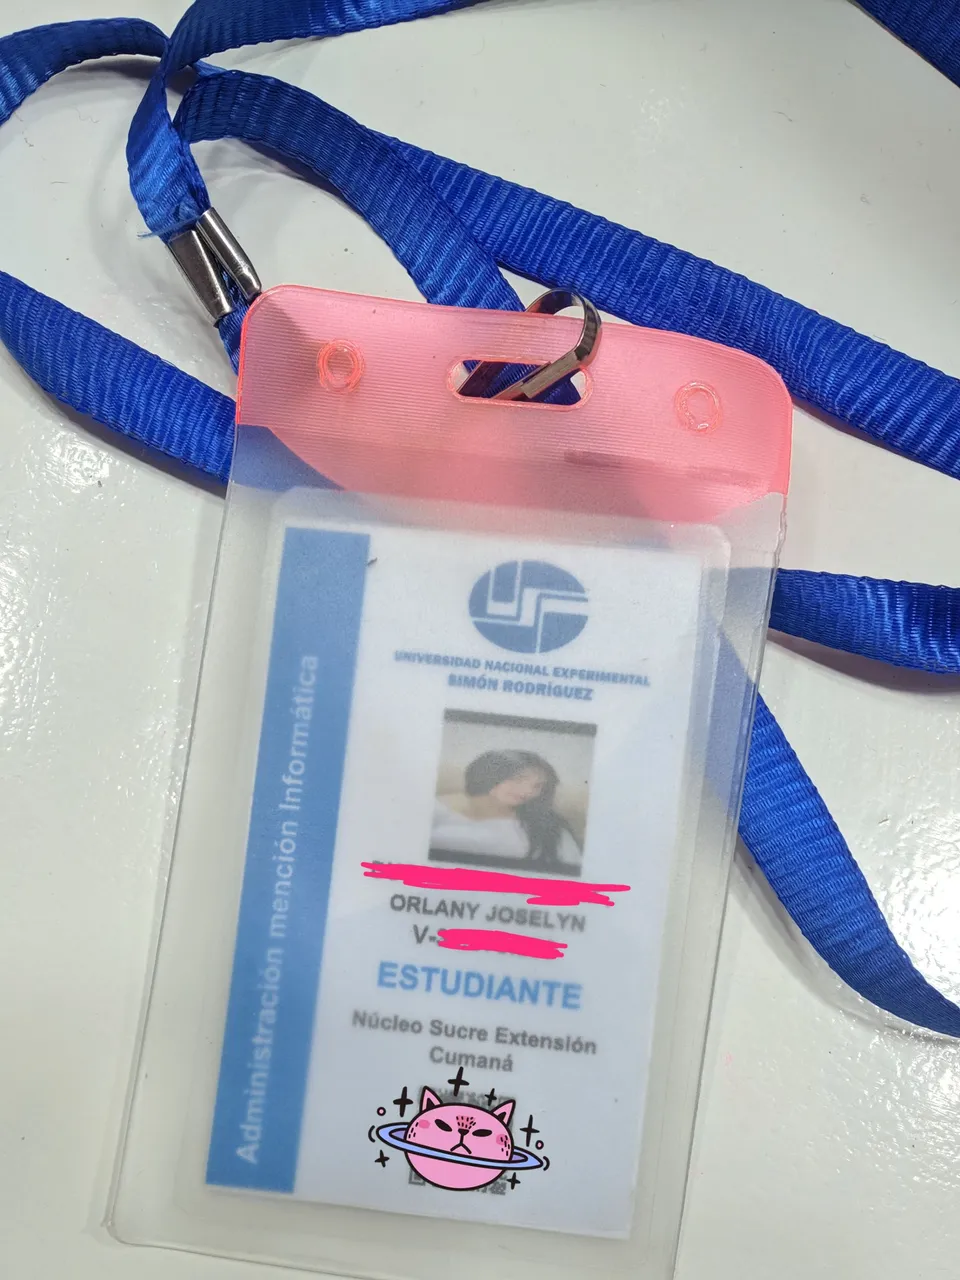 UNIVERSIDAD NACIONAL EXPERIMENTAL
SIMÓN RODRÍGUEZ
ORLANY JOSELYN
V-
ESTUDIANTE
Núcleo Sucre Extensión
Cumaná
Administración mención Informática